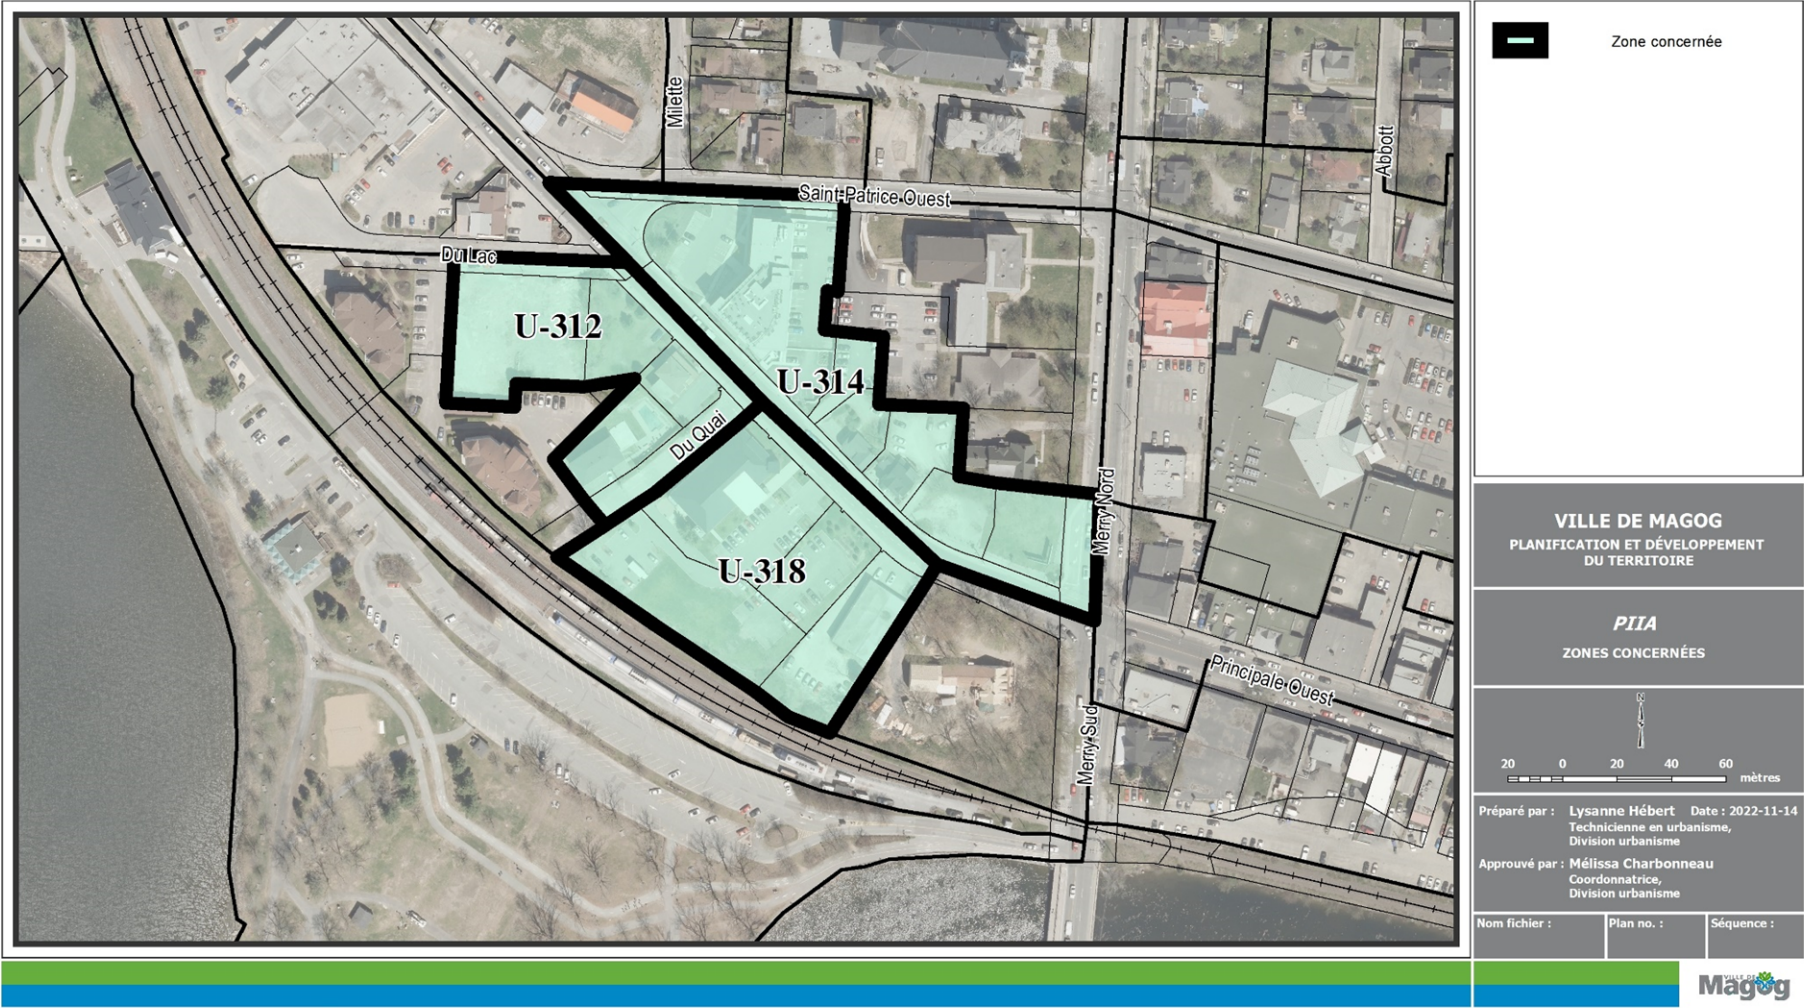 Zone concernée
Milette
Abbott
Saint-Patrice Ouest
Du Lac
U-312
U-314
Du Quai
Merry Nord
U-318
Principale Ouest
Merry Sud
VILLE DE MAGOG
PLANIFICATION ET DÉVELOPPEMENT
DU TERRITOIRE
PIIA
ZONES CONCERNÉES
N
20 0 20 40 60
mètres
Préparé par : Lysanne Hébert Date : 2022-11-14
Technicienne en urbanisme,
Division urbanisme
Approuvé par : Mélissa Charbonneau
Coordonnatrice,
Division urbanisme
Nom fichier : Plan no. : Séquence :
VILLE DE
Magog